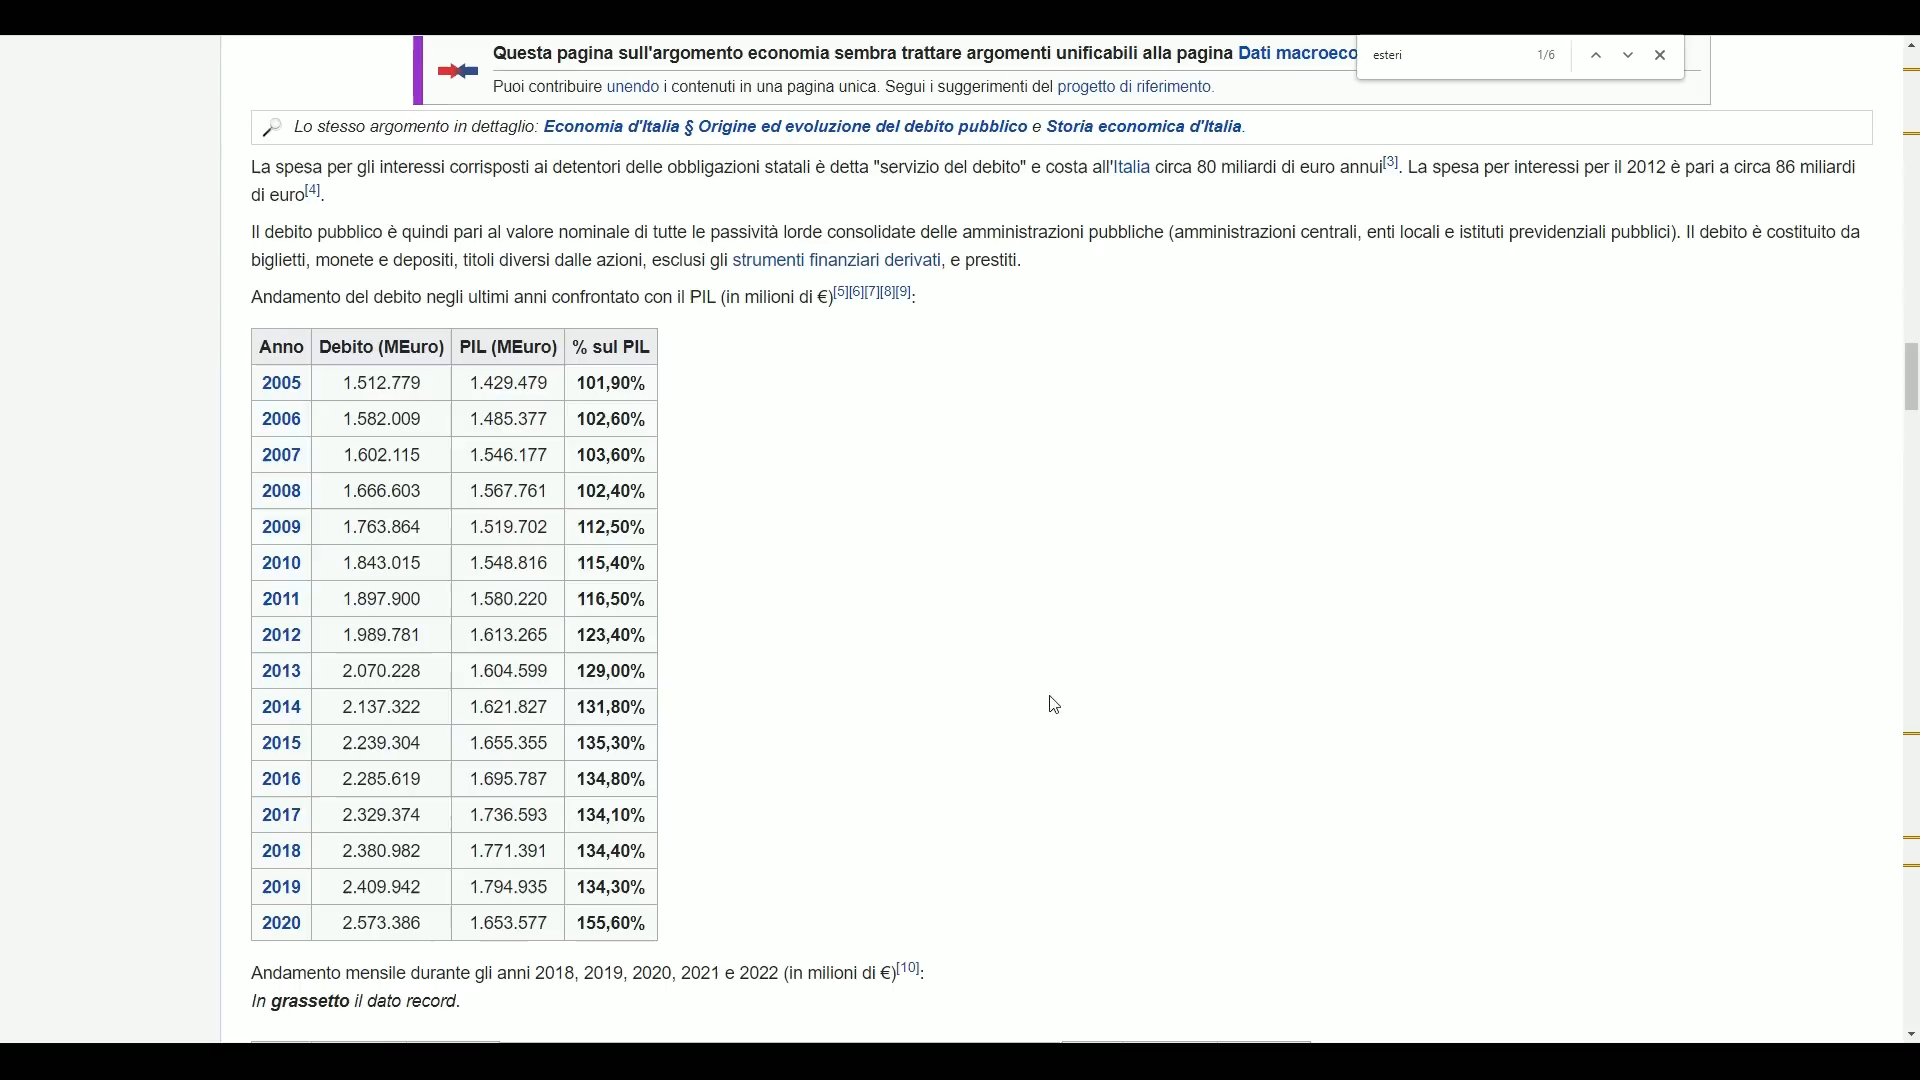 Questa pagina sull'argomento economia sembra trattare argomenti unificabili alla pagina Dati macroeco
esteri
1/6
Puoi contribuire unendo i contenuti in una pagina unica. Segui i suggerimenti del progetto di riferimento.
Lo stesso argomento in dettaglio: Economia d'Italia § Origine ed evoluzione del debito pubblico e Storia economica d'Italia.
La spesa per gli interessi corrisposti ai detentori delle obbligazioni statali è detta "servizio del debito" e costa all'Italia circa 80 miliardi di euro annui[3]. La spesa per interessi per il 2012 è pari a circa 86 miliardi
di euro[4].
Il debito pubblico è quindi pari al valore nominale di tutte le passività lorde consolidate delle amministrazioni pubbliche (amministrazioni centrali, enti locali e istituti previdenziali pubblici). Il debito è costituito da
biglietti, monete e depositi, titoli diversi dalle azioni, esclusi gli strumenti finanziari derivati, e prestiti.
Andamento del debito negli ultimi anni confrontato con il PIL (in milioni di €)[5][6][7][8][9]:
Anno Debito (MEuro) PIL (MEuro) % sul PIL
2005 1.512.779 1.429.479 101,90%
2006 1.582.009 1.485.377 102,60%
2007 1.602.115 1.546.177 103,60%
2008 1.666.603 1.567.761 102,40%
2009 1.763.864 1.519.702 112,50%
2010 1.843.015 1.548.816 115,40%
2011 1.897.900 1.580.220 116,50%
2012 1.989.781 1.613.265 123,40%
2013 2.070.228 1.604.599 129,00%
2014 2.137.322 1.621.827 131,80%
2015 2.239.304 1.655.355 135,30%
2016 2.285.619 1.695.787 134,80%
2017 2.329.374 1.736.593 134,10%
2018 2.380.982 1.771.391 134,40%
2019 2.409.942 1.794.935 134,30%
2020 2.573.386 1.653.577 155,60%
Andamento mensile durante gli anni 2018, 2019, 2020, 2021 e 2022 (in milioni di €)[10]:
In grassetto il dato record.